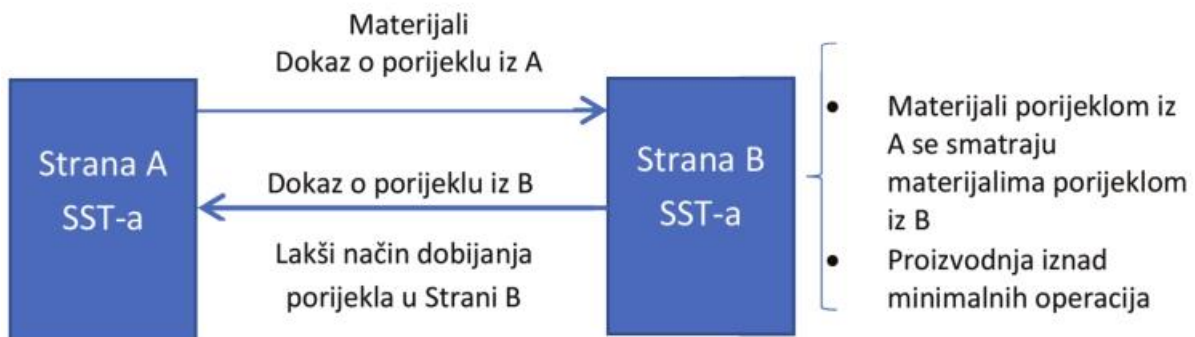 Materijali
Dokaz o porijeklu iz A
Strana A
SST-a
Dokaz o porijeklu iz B
Lakši način dobijanja
porijekla u Strani B
Strana B
SST-a
• Materijali porijeklom iz
A se smatraju
materijalima porijeklom
iz B
• Proizvodnja iznad
minimalnih operacija